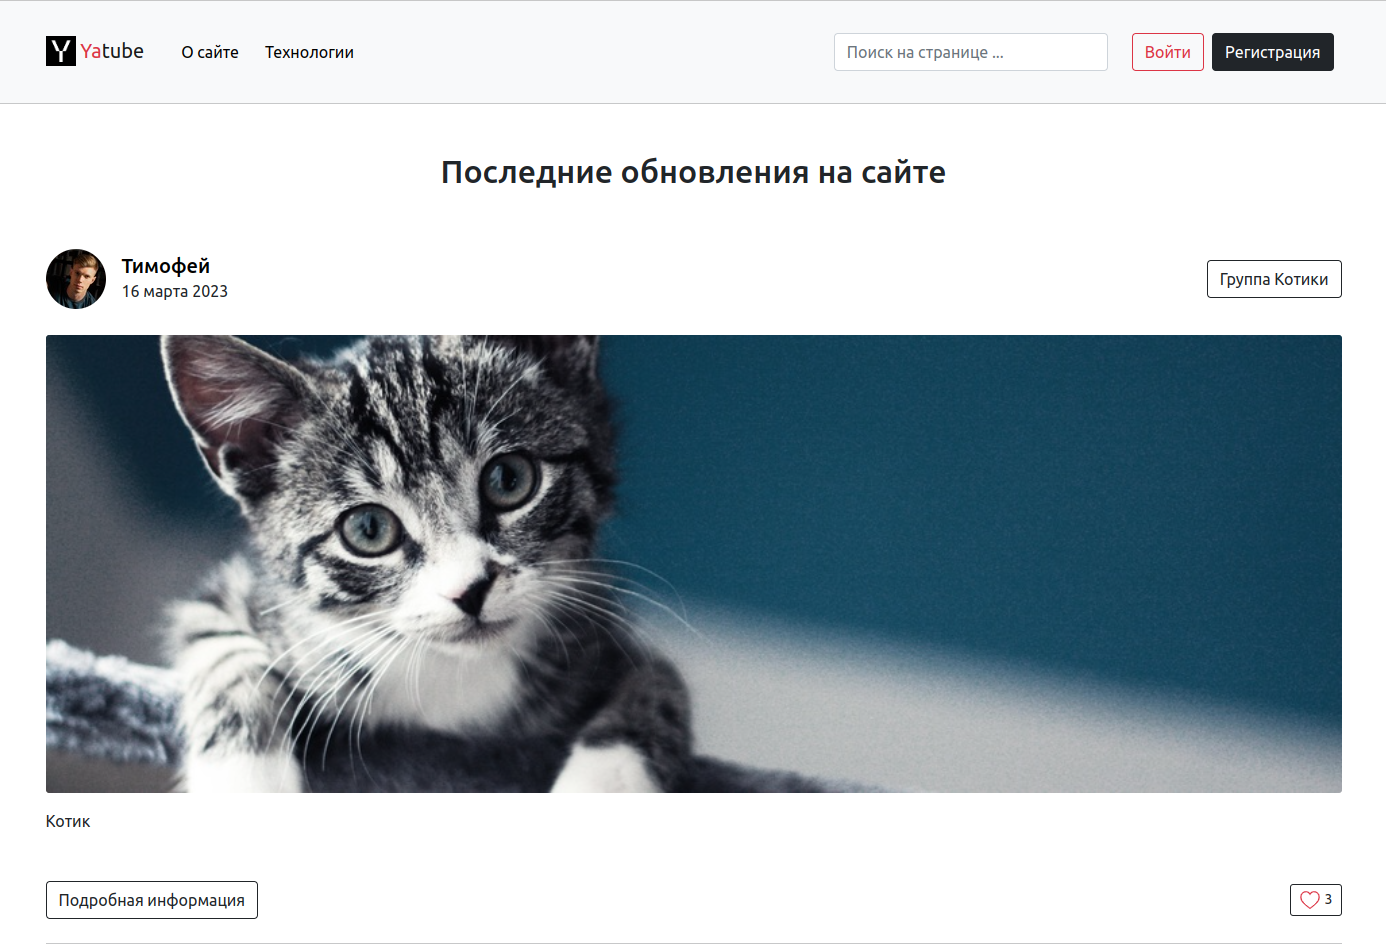 Y Yatube О сайте Технологии Поиск на странице ... Войти Регистрация
Последние обновления на сайте
Тимофей
16 марта 2023
Группа Котики
Котик
Подробная информация 3